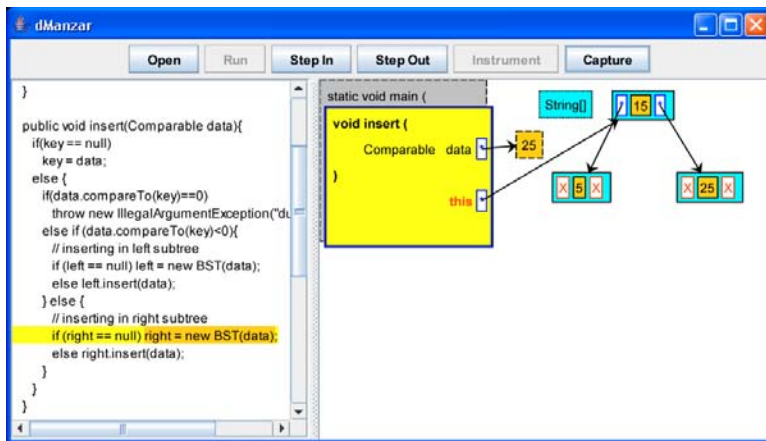 dManzar
Open Run Step In Step Out Instrument Capture
}
public void insert(Comparable data){
if(key == null)
key = data;
else {
if(data.compareTo(key)==0)
throw new IllegalArgumentException("du
else if (data.compareTo(key)<0){
// inserting in left subtree
if (left == null) left = new BST(data);
else left.insert(data);
} else {
// inserting in right subtree
if (right == null) right = new BST(data);
else right.insert(data);
}
}
}
static void main (
void insert (
Comparable data
)
this
25
String[]
15
X 5 X
X 25 X